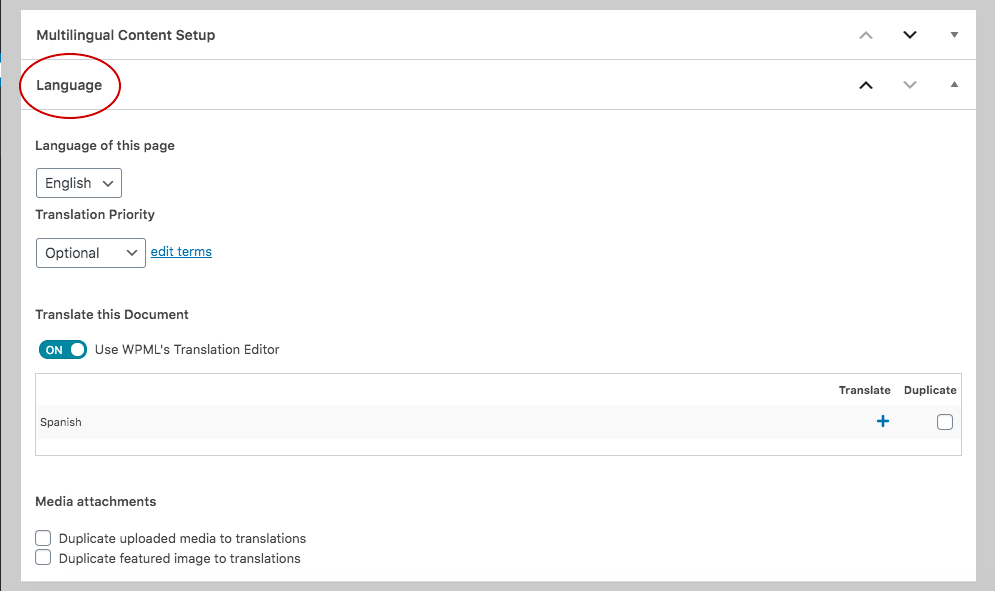 Multilingual Content Setup
Language
Language of this page
English
Translation Priority
Optional edit terms
Translate this Document
ON Use WPML's Translation Editor
Translate Duplicate
Spanish
Media attachments
Duplicate uploaded media to translations
Duplicate featured image to translations